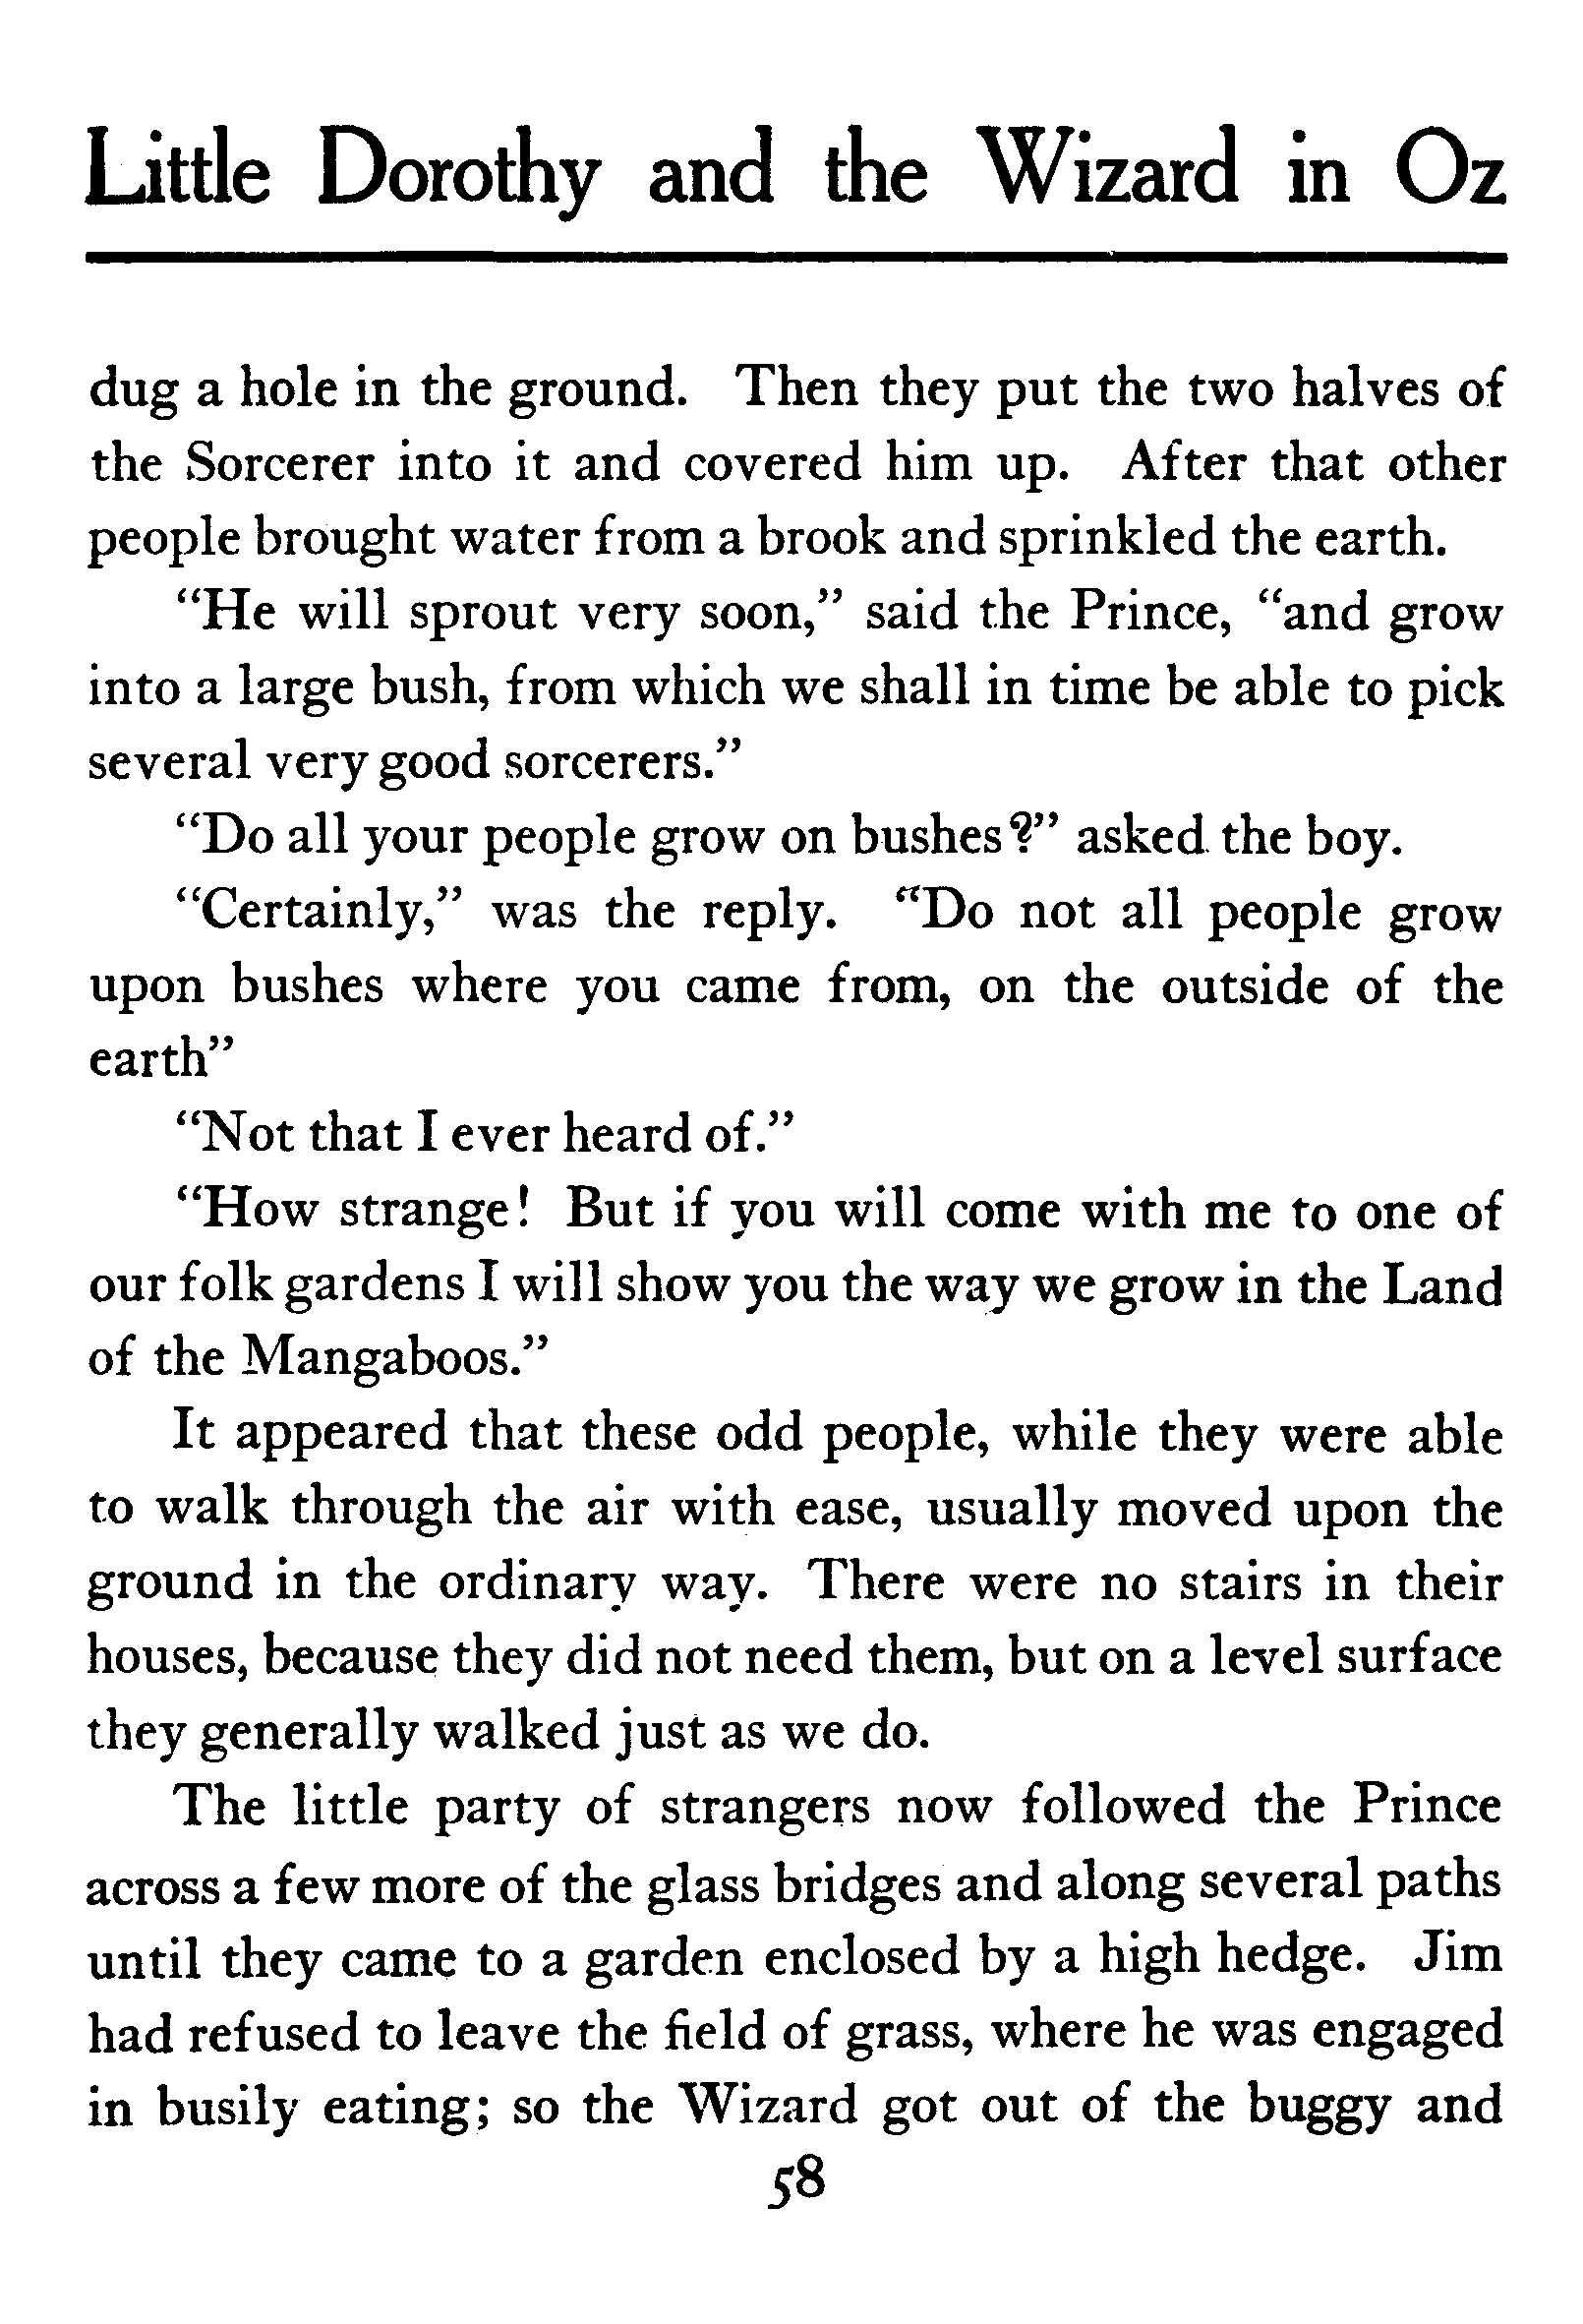 Little Dorothy and the Wizard in Oz
dug a hole in the ground. Then they put the two halves of
the Sorcerer into it and covered him up. After that other
people brought water from a brook and sprinkled the earth.
“He will sprout very soon,” said the Prince, “and grow
into a large bush, from which we shall in time be able to pick
several very good sorcerers.”
“Do all your people grow on bushes?” asked the boy.
“Certainly,” was the reply. “Do not all people grow
upon bushes where you came from, on the outside of the
earth”
“Not that I ever heard of.”
“How strange! But if you will come with me to one of
our folk gardens I will show you the way we grow in the Land
of the Mangaboos.”
It appeared that these odd people, while they were able
to walk through the air with ease, usually moved upon the
ground in the ordinary way. There were no stairs in their
houses, because they did not need them, but on a level surface
they generally walked just as we do.
The little party of strangers now followed the Prince
across a few more of the glass bridges and along several paths
until they came to a garden enclosed by a high hedge. Jim
had refused to leave the field of grass, where he was engaged
in busily eating; so the Wizard got out of the buggy and
58